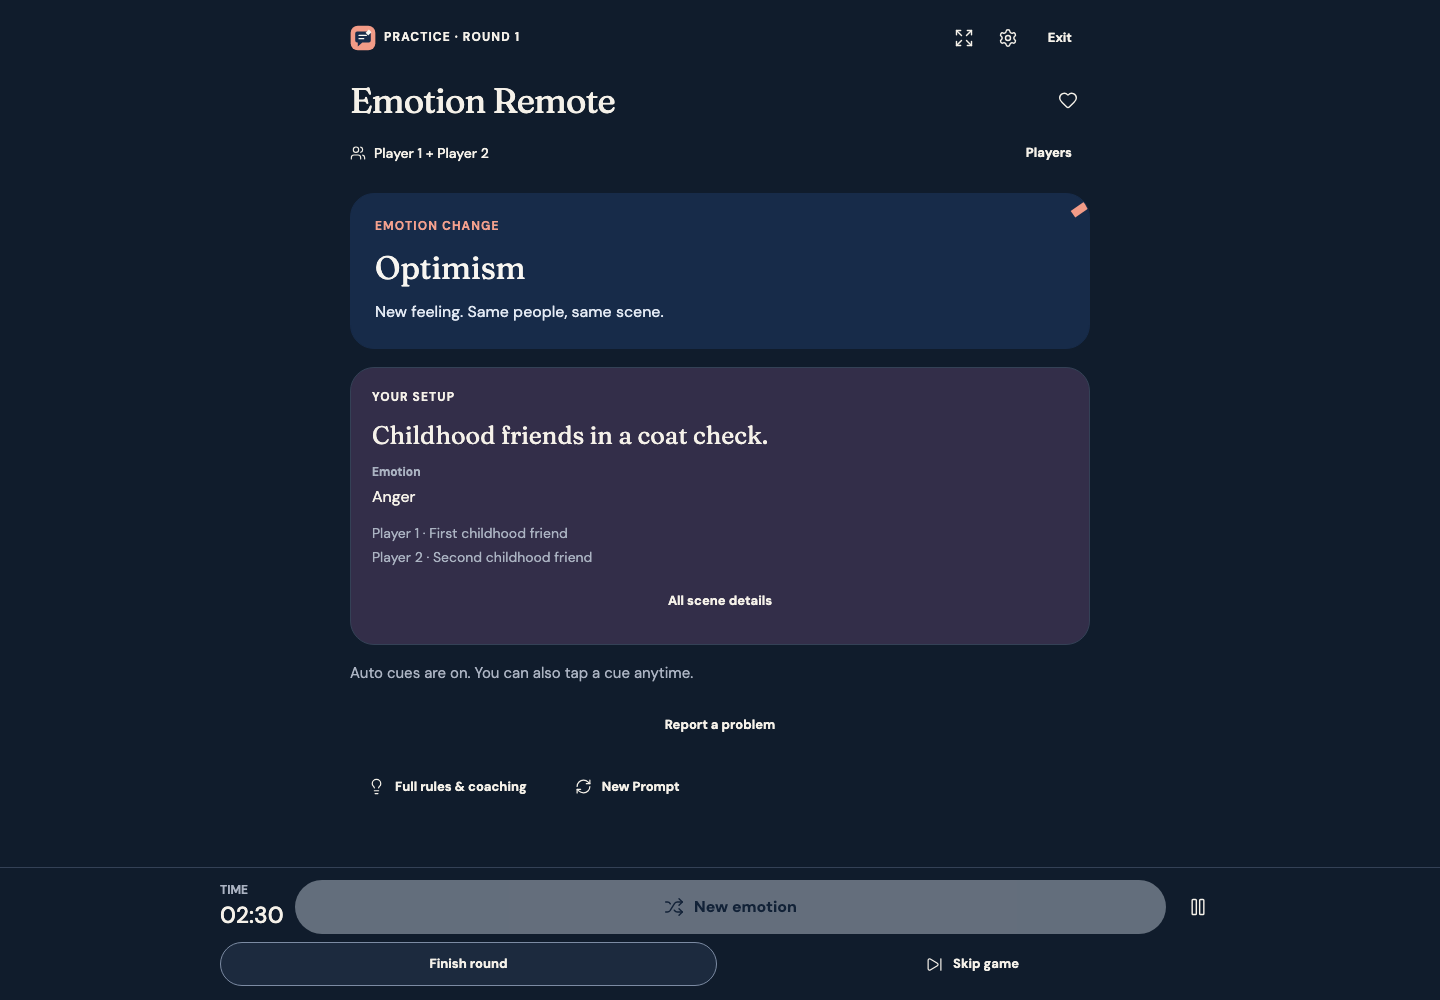 PRACTICE · ROUND 1
Exit
Emotion Remote
Player 1 + Player 2
Players
EMOTION CHANGE
Optimism
New feeling. Same people, same scene.
YOUR SETUP
Childhood friends in a coat check.
Emotion
Anger
Player 1 · First childhood friend
Player 2 · Second childhood friend
All scene details
Auto cues are on. You can also tap a cue anytime.
Report a problem
Full rules & coaching
New Prompt
TIME
02:30
New emotion
Finish round
Skip game